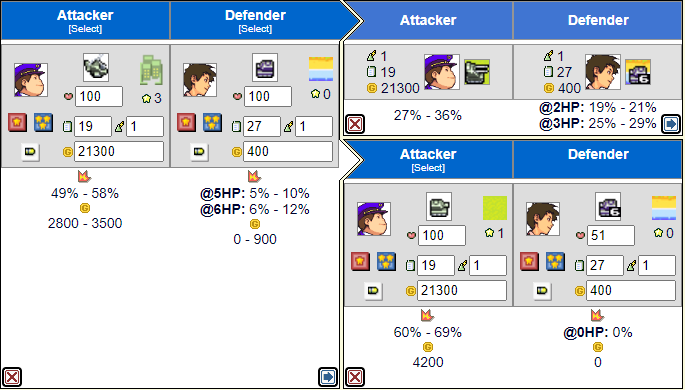 Attacker
[Select]
Defender
[Select]
100
3
100
0
19
1
27
1
21300
400
49% - 58%
2800 - 3500
@5HP: 5% - 10%
@6HP: 6% - 12%
0 - 900
Attacker
Defender
1
19
21300
1
27
400
6
27% - 36%
@2HP: 19% - 21%
@3HP: 25% - 29%
Attacker
[Select]
Defender
6
100
1
51
0
19
1
27
1
21300
400
60% - 69%
4200
@0HP: 0%
0